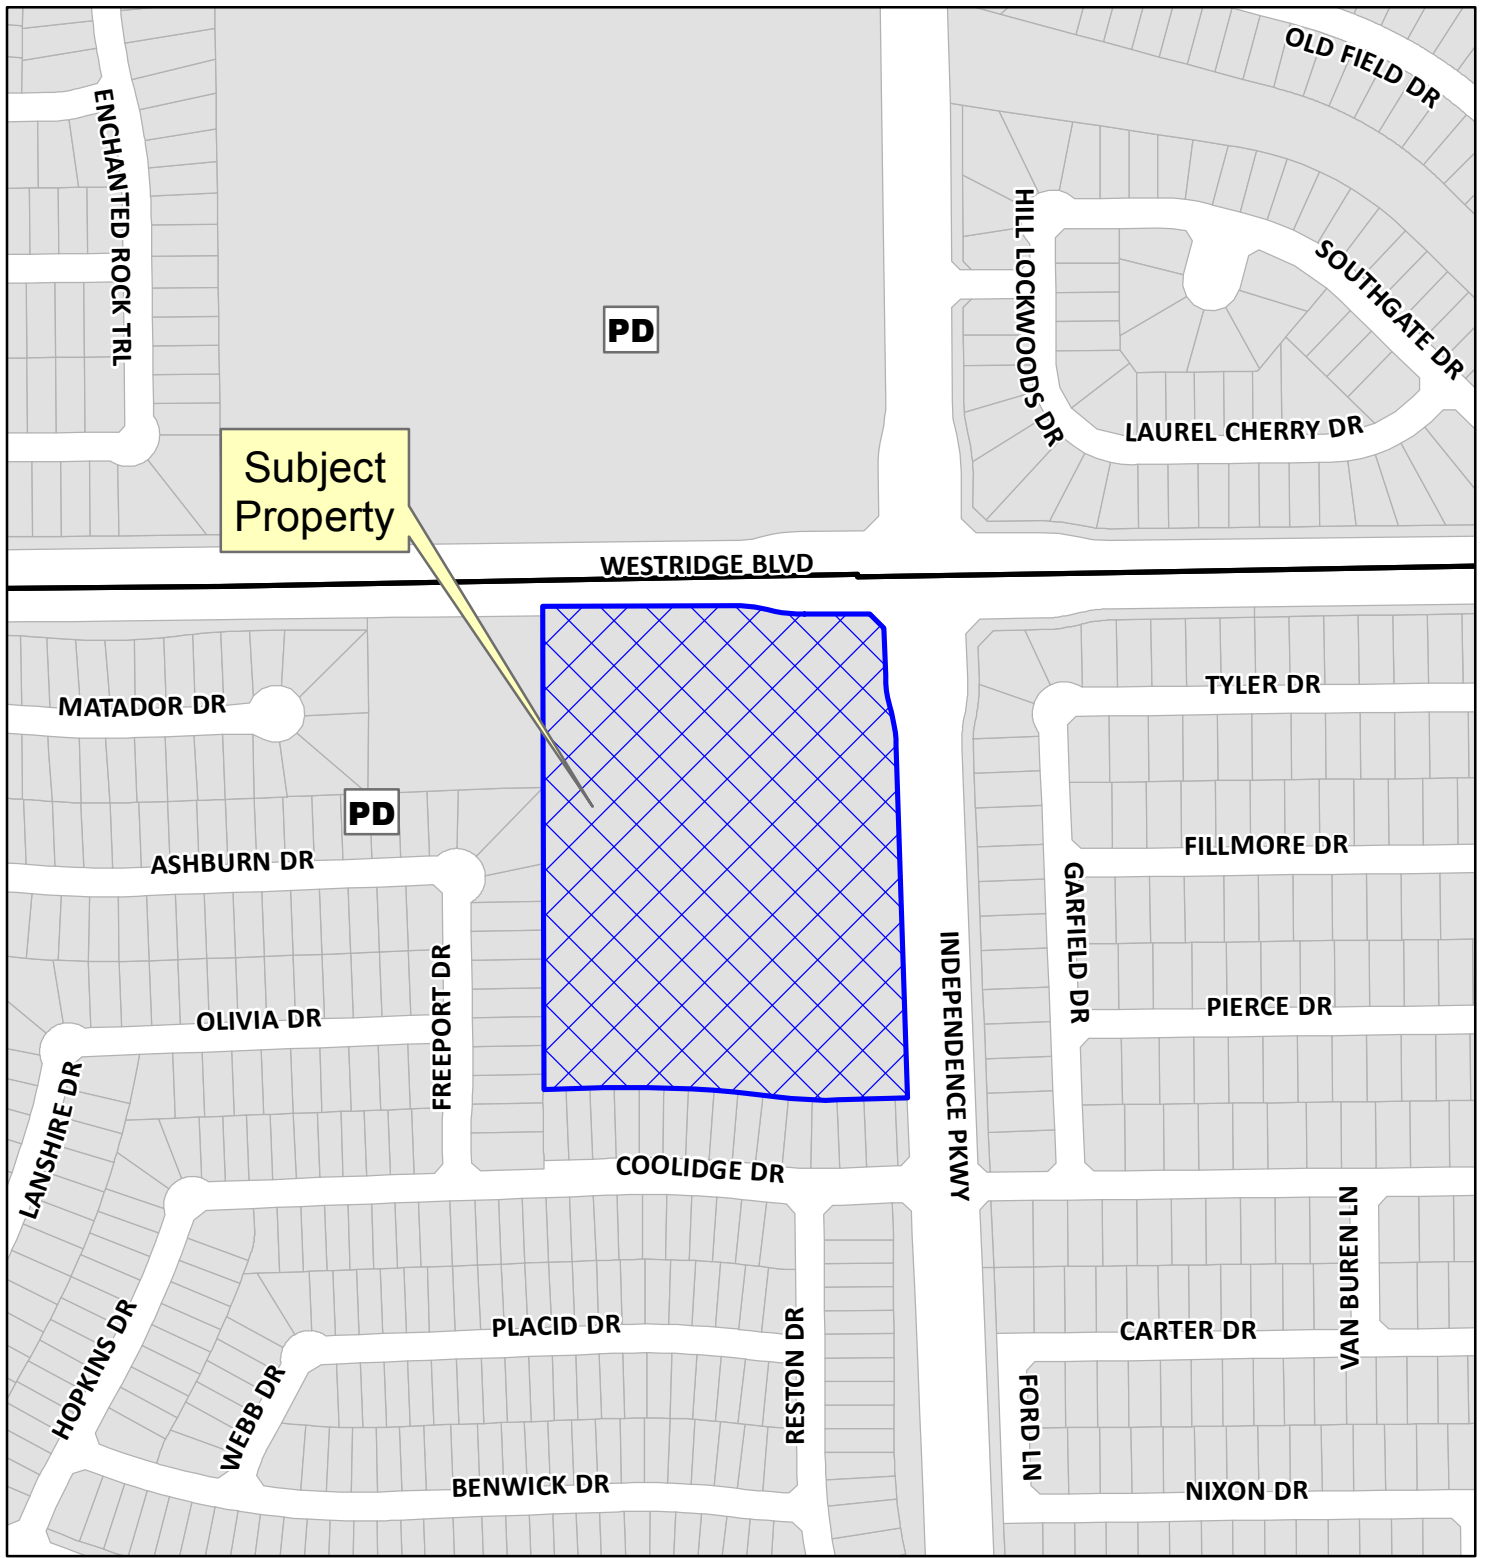 OLD FIELD DR
ENCHANTED ROCK TRL
HILL LOCKWOODS DR
SOUTHGATE DR
PD
LAUREL CHERRY DR
Subject
Property
WESTRIDGE BLVD
MATADOR DR
TYLER DR
PD
FILLMORE DR
ASHBURN DR
GARFIELD DR
FREEPORT DR
INDEPENDENCE PKWY
PIERCE DR
OLIVIA DR
LANSHIRE DR
COOLIDGE DR
VAN BUREN LN
HOPKINS DR
PLACID DR
RESTON DR
CARTER DR
WEBB DR
FORD LN
BENWICK DR
NIXON DR